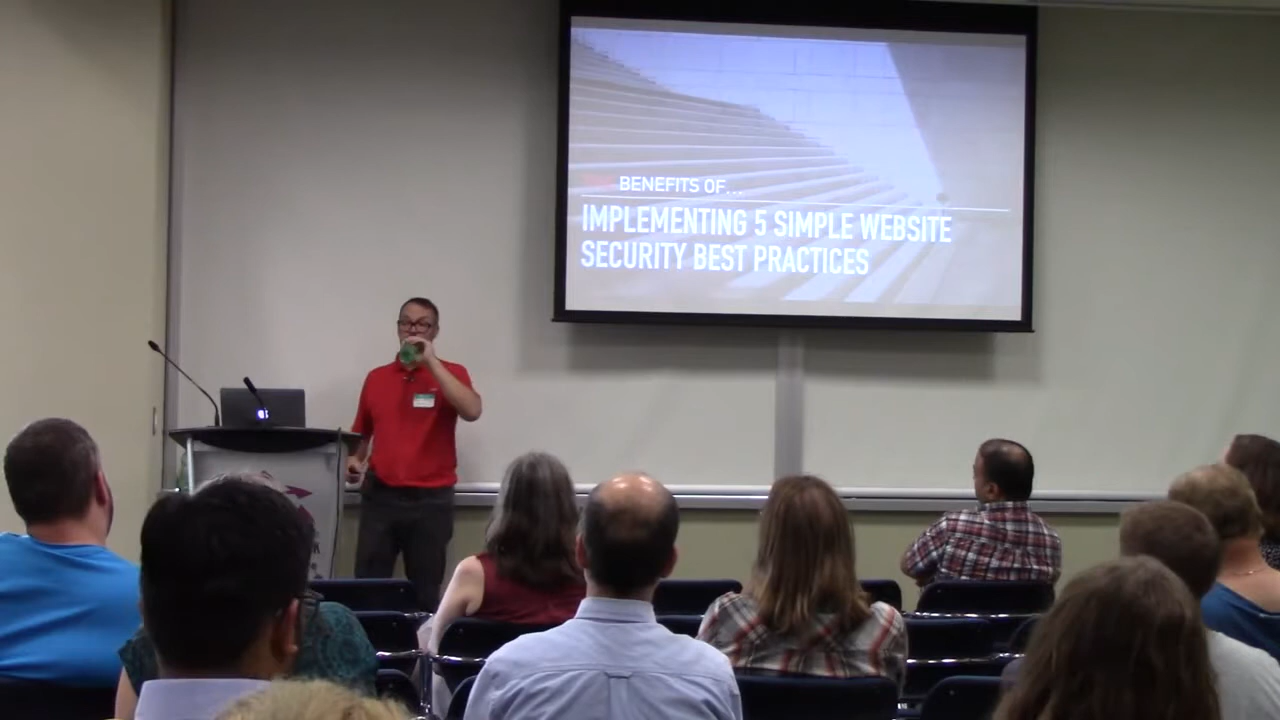 BENEFITS OF...
IMPLEMENTING 5 SIMPLE WEBSITE
SECURITY BEST PRACTICES